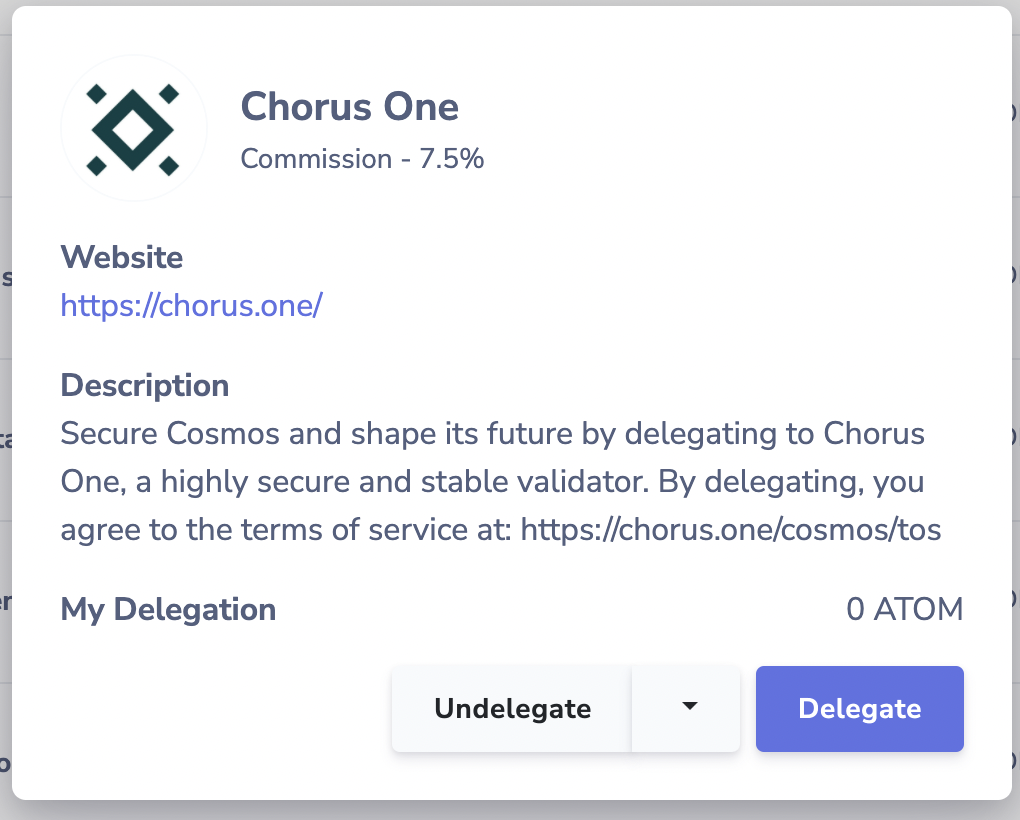 Chorus One
Commission - 7.5%
Website
https://chorus.one/
Description
Secure Cosmos and shape its future by delegating to Chorus
One, a highly secure and stable validator. By delegating, you
agree to the terms of service at: https://chorus.one/cosmos/tos
My Delegation 0 ATOM
Undelegate Delegate